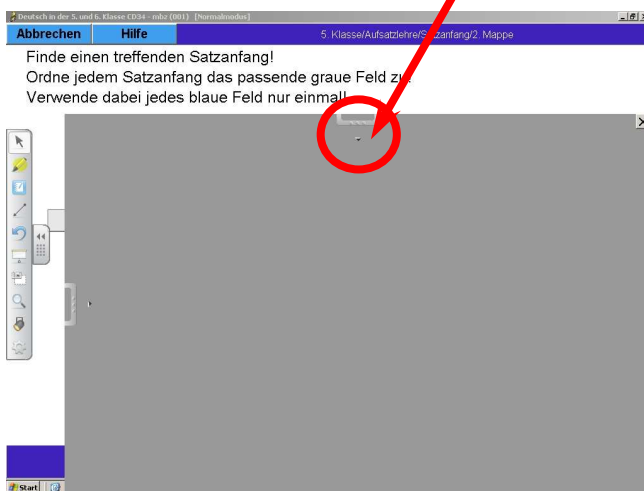 Deutsch in der 5. und 6. Klasse CD34 - mbz (001) [Normalmodus]
Abbrechen Hilfe 5. Klasse/Aufsatzlehre/Satzanfang/2. Mappe
Finde einen treffenden Satzanfang!
Ordne jedem Satzanfang das passende graue Feld zu!
Verwende dabei jedes blaue Feld nur einmal!
Start